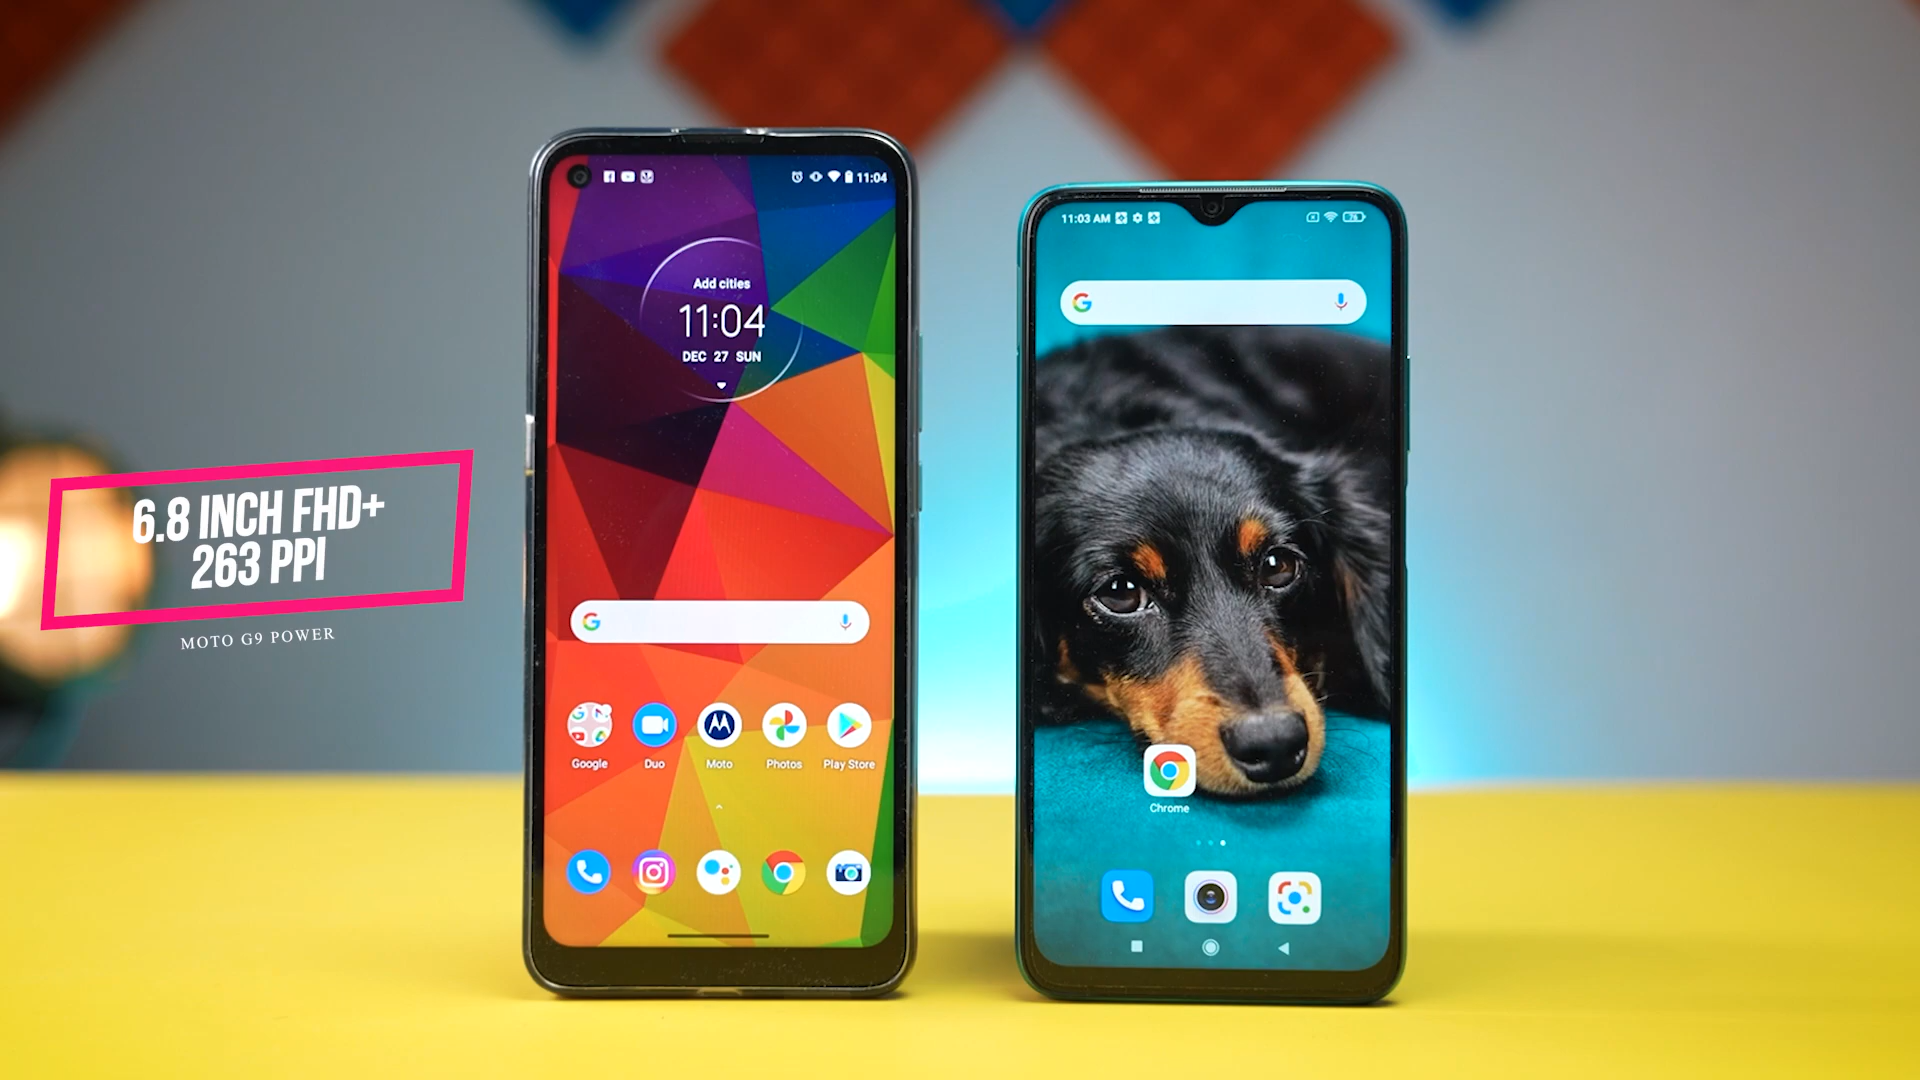 11:04
Add cities
11:04
DEC 27 SUN
Google
Duo
Moto
Photos
Play Store
11:03 AM
76
Chrome
6.8 INCH FHD+
263 PPI
MOTO G9 POWER